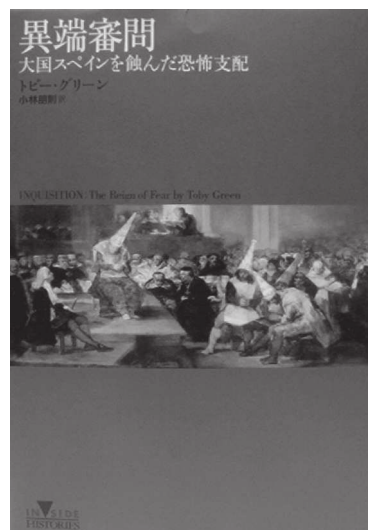 異端審問
大国スペインを蝕んだ恐怖支配
トビー・グリーン
小林朋則 訳
INQUISITION: The Reign of Fear by Toby Green
INSIDE
HISTORIES